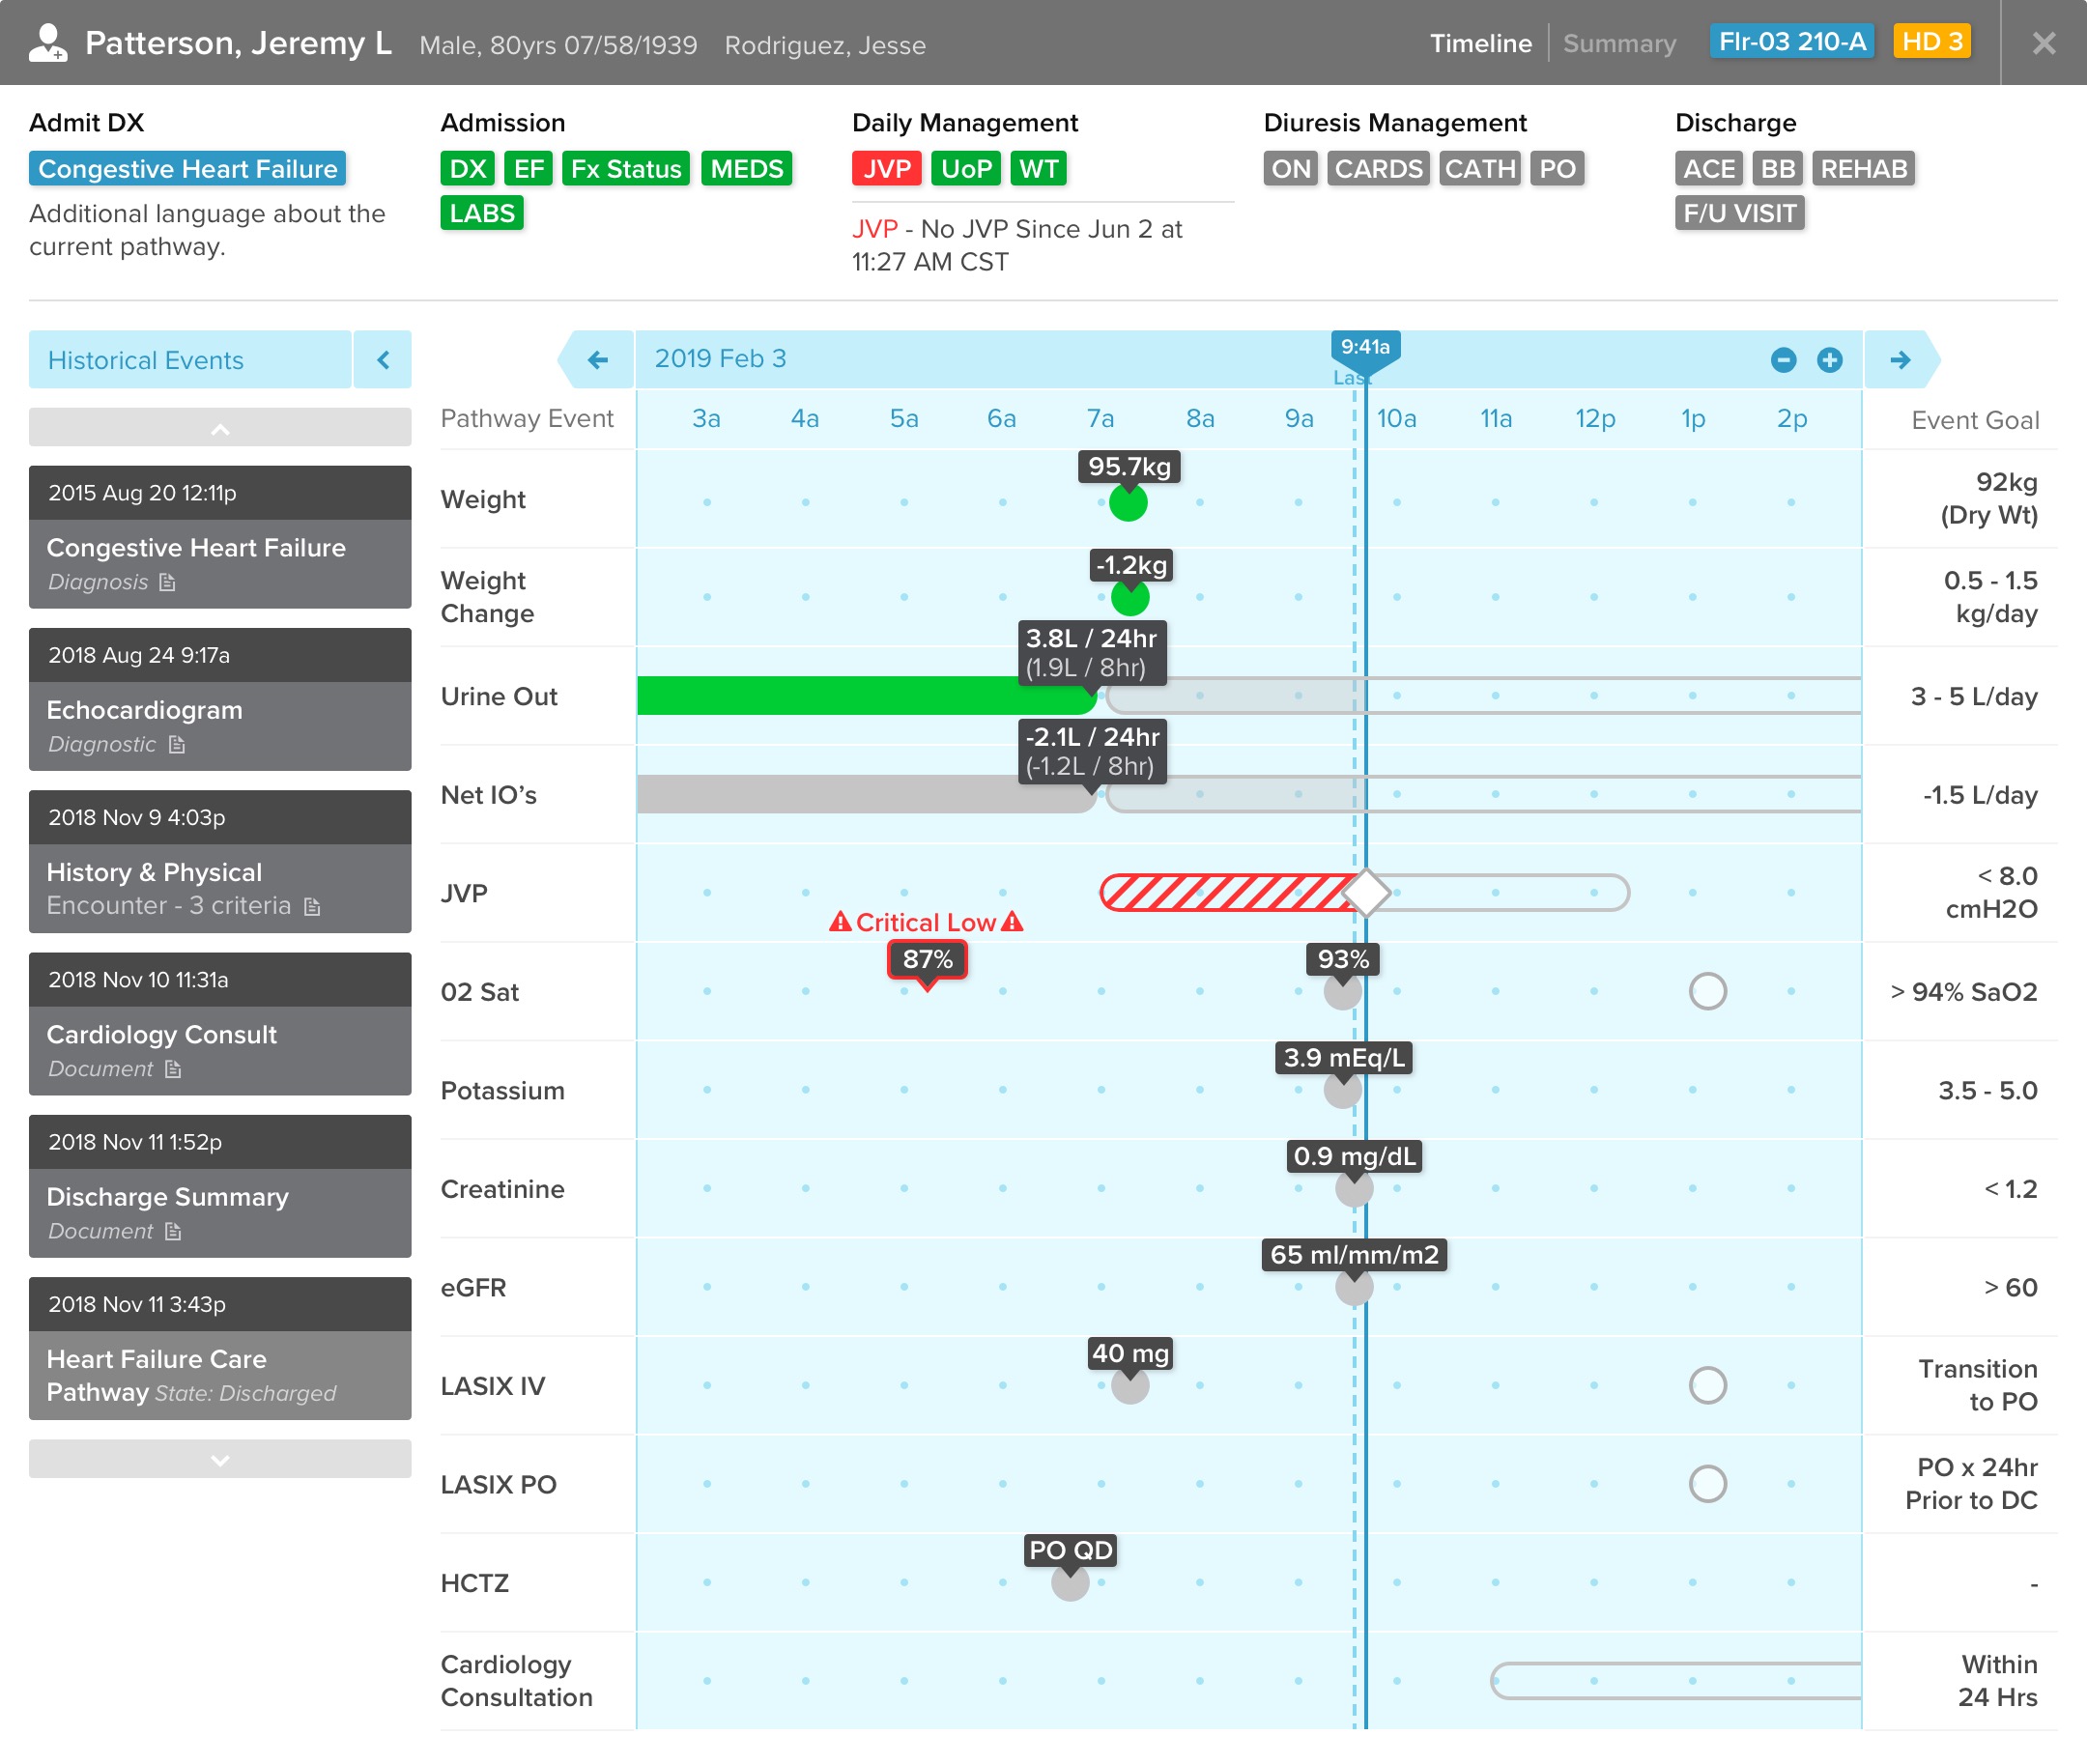 Patterson, Jeremy L Male, 80yrs 07/58/1939 Rodriguez, Jesse Timeline Summary Flr-03 210-A HD 3
Admit DX
Congestive Heart Failure
Additional language about the
current pathway.
Admission
DX EF Fx Status MEDS
LABS
Daily Management
JVP UoP WT
JVP - No JVP Since Jun 2 at
11:27 AM CST
Diuresis Management
ON CARDS CATH PO
Discharge
ACE BB REHAB
F/U VISIT
Historical Events
2015 Aug 20 12:11p
Congestive Heart Failure
Diagnosis
2018 Aug 24 9:17a
Echocardiogram
Diagnostic
2018 Nov 9 4:03p
History & Physical
Encounter - 3 criteria
2018 Nov 10 11:31a
Cardiology Consult
Document
2018 Nov 11 1:52p
Discharge Summary
Document
2018 Nov 11 3:43p
Heart Failure Care
Pathway State: Discharged
2019 Feb 3 9:41a
Last
Pathway Event 3a 4a 5a 6a 7a 8a 9a 10a 11a 12p 1p 2p Event Goal
Weight
95.7kg
92kg
(Dry Wt)
Weight
Change
-1.2kg
0.5 - 1.5
kg/day
Urine Out
3.8L / 24hr
(1.9L / 8hr)
3 - 5 L/day
Net IO’s
-2.1L / 24hr
(-1.2L / 8hr)
-1.5 L/day
JVP
< 8.0
cmH2O
02 Sat
Critical Low
87%
93%
> 94% SaO2
Potassium
3.9 mEq/L
3.5 - 5.0
Creatinine
0.9 mg/dL
< 1.2
eGFR
65 ml/mm/m2
> 60
LASIX IV
40 mg
Transition
to PO
LASIX PO
PO x 24hr
Prior to DC
HCTZ
PO QD
-
Cardiology
Consultation
Within
24 Hrs